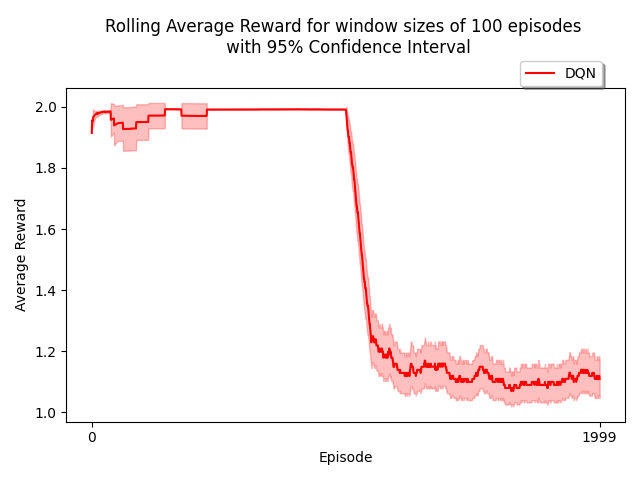 Rolling Average Reward for window sizes of 100 episodes
with 95% Confidence Interval
DQN
2.0
1.8
1.6
1.4
1.2
1.0
Average Reward
0
1999
Episode